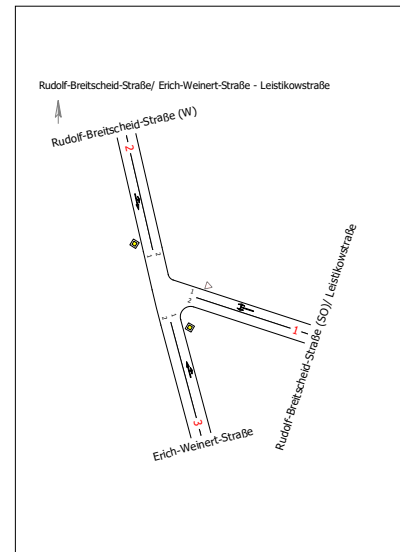 Rudolf-Breitscheid-Straße/ Erich-Weinert-Straße - Leistikowstraße
Rudolf-Breitscheid-Straße (W)
2
1 2
1
2
1
Rudolf-Breitscheid-Straße (SO)/ Leistikowstraße
2 1
3
Erich-Weinert-Straße